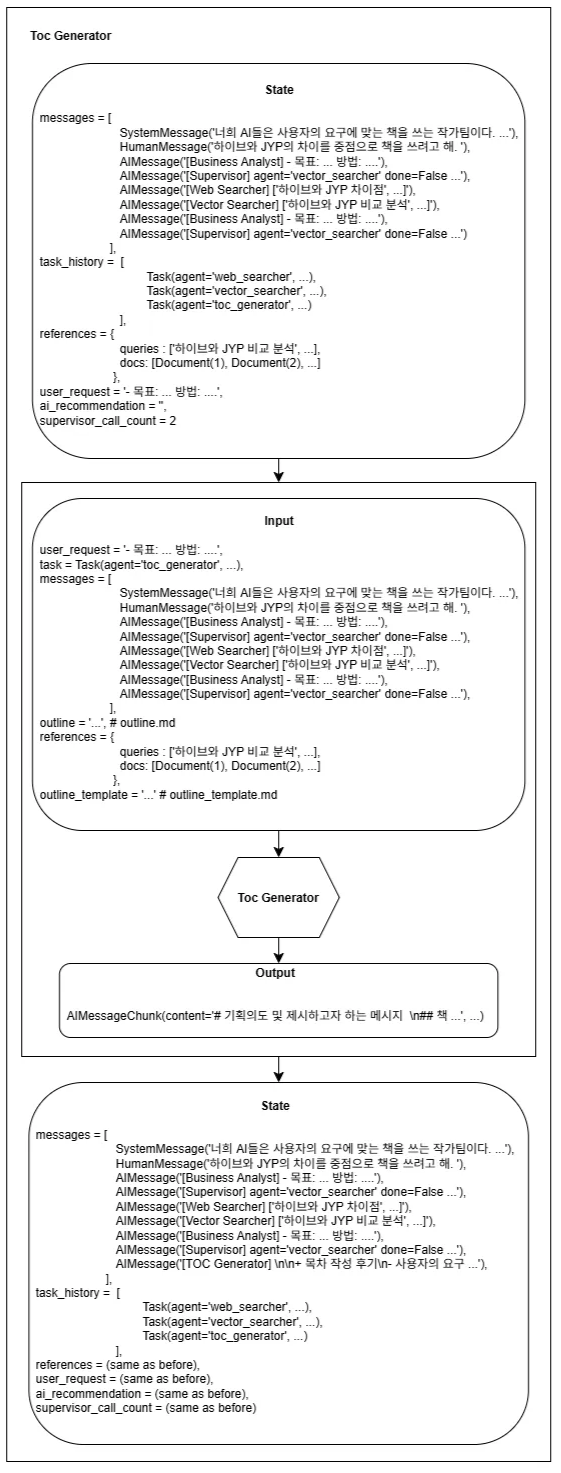 Toc Generator
State
messages = [
SystemMessage('너희 AI들은 사용자의 요구에 맞는 책을 쓰는 작가팀이다. ...'),
HumanMessage('하이브와 JYP의 차이를 중점으로 책을 쓰려고 해. '),
AIMessage('[Business Analyst] - 목표: ... 방법: ....'),
AIMessage('[Supervisor] agent='vector_searcher' done=False ...'),
AIMessage('[Web Searcher] ['하이브와 JYP 차이점', ...]'),
AIMessage('[Vector Searcher] ['하이브와 JYP 비교 분석', ...]'),
AIMessage('[Business Analyst] - 목표: ... 방법: ....'),
AIMessage('[Supervisor] agent='vector_searcher' done=False ...')
],
task_history = [
Task(agent='web_searcher', ...),
Task(agent='vector_searcher', ...),
Task(agent='toc_generator', ...)
],
references = {
queries : ['하이브와 JYP 비교 분석', ...],
docs: [Document(1), Document(2), ...]
},
user_request = '- 목표: ... 방법: ....',
ai_recommendation = '',
supervisor_call_count = 2
Input
user_request = '- 목표: ... 방법: ....',
task = Task(agent='toc_generator', ...),
messages = [
SystemMessage('너희 AI들은 사용자의 요구에 맞는 책을 쓰는 작가팀이다. ...'),
HumanMessage('하이브와 JYP의 차이를 중점으로 책을 쓰려고 해. '),
AIMessage('[Business Analyst] - 목표: ... 방법: ....'),
AIMessage('[Supervisor] agent='vector_searcher' done=False ...'),
AIMessage('[Web Searcher] ['하이브와 JYP 차이점', ...]'),
AIMessage('[Vector Searcher] ['하이브와 JYP 비교 분석', ...]'),
AIMessage('[Business Analyst] - 목표: ... 방법: ....'),
AIMessage('[Supervisor] agent='vector_searcher' done=False ...'),
],
outline = '...', # outline.md
references = {
queries : ['하이브와 JYP 비교 분석', ...],
docs: [Document(1), Document(2), ...]
},
outline_template = '...' # outline_template.md
Toc Generator
Output
AIMessageChunk(content='# 기획의도 및 제시하고자 하는 메시지 \n## 책 ...', ...)
State
messages = [
SystemMessage('너희 AI들은 사용자의 요구에 맞는 책을 쓰는 작가팀이다. ...'),
HumanMessage('하이브와 JYP의 차이를 중점으로 책을 쓰려고 해. '),
AIMessage('[Business Analyst] - 목표: ... 방법: ....'),
AIMessage('[Supervisor] agent='vector_searcher' done=False ...'),
AIMessage('[Web Searcher] ['하이브와 JYP 차이점', ...]'),
AIMessage('[Vector Searcher] ['하이브와 JYP 비교 분석', ...]'),
AIMessage('[Business Analyst] - 목표: ... 방법: ....'),
AIMessage('[Supervisor] agent='vector_searcher' done=False ...'),
AIMessage('[TOC Generator] \n\n+ 목차 작성 후기\n- 사용자의 요구 ...'),
],
task_history = [
Task(agent='web_searcher', ...),
Task(agent='vector_searcher', ...),
Task(agent='toc_generator', ...)
],
references = (same as before),
user_request = (same as before),
ai_recommendation = (same as before),
supervisor_call_count = (same as before)